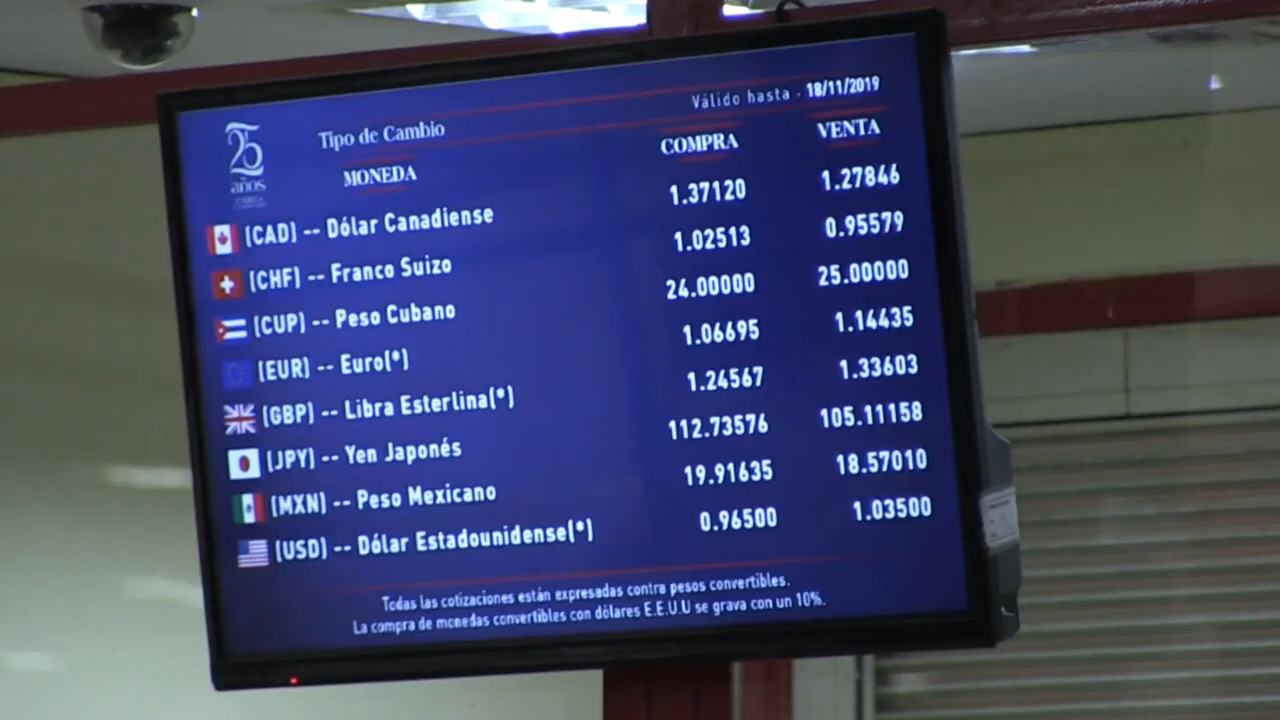 Válido hasta . 18/11/2019
25 años
Tipo de Cambio
MONEDA COMPRA VENTA
(CAD) -- Dólar Canadiense 1.37120 1.27846
(CHF) -- Franco Suizo 1.02513 0.95579
(CUP) -- Peso Cubano 24.00000 25.00000
(EUR) -- Euro(*) 1.06695 1.14435
(GBP) -- Libra Esterlina(*) 1.24567 1.33603
(JPY) -- Yen Japonés 112.73576 105.11158
(MXN) -- Peso Mexicano 19.91635 18.57010
(USD) -- Dólar Estadounidense(*) 0.96500 1.03500
Todas las cotizaciones están expresadas contra pesos convertibles.
La compra de monedas convertibles con dólares E.E.U.U se grava con un 10%.